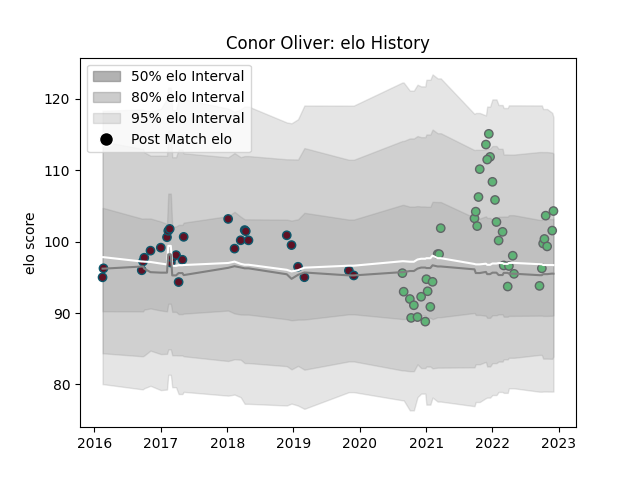 Conor Oliver: elo History
50% elo Interval
80% elo Interval
95% elo Interval
Post Match elo
elo score
120
110
100
90
80
2016 2017 2018 2019 2020 2021 2022 2023